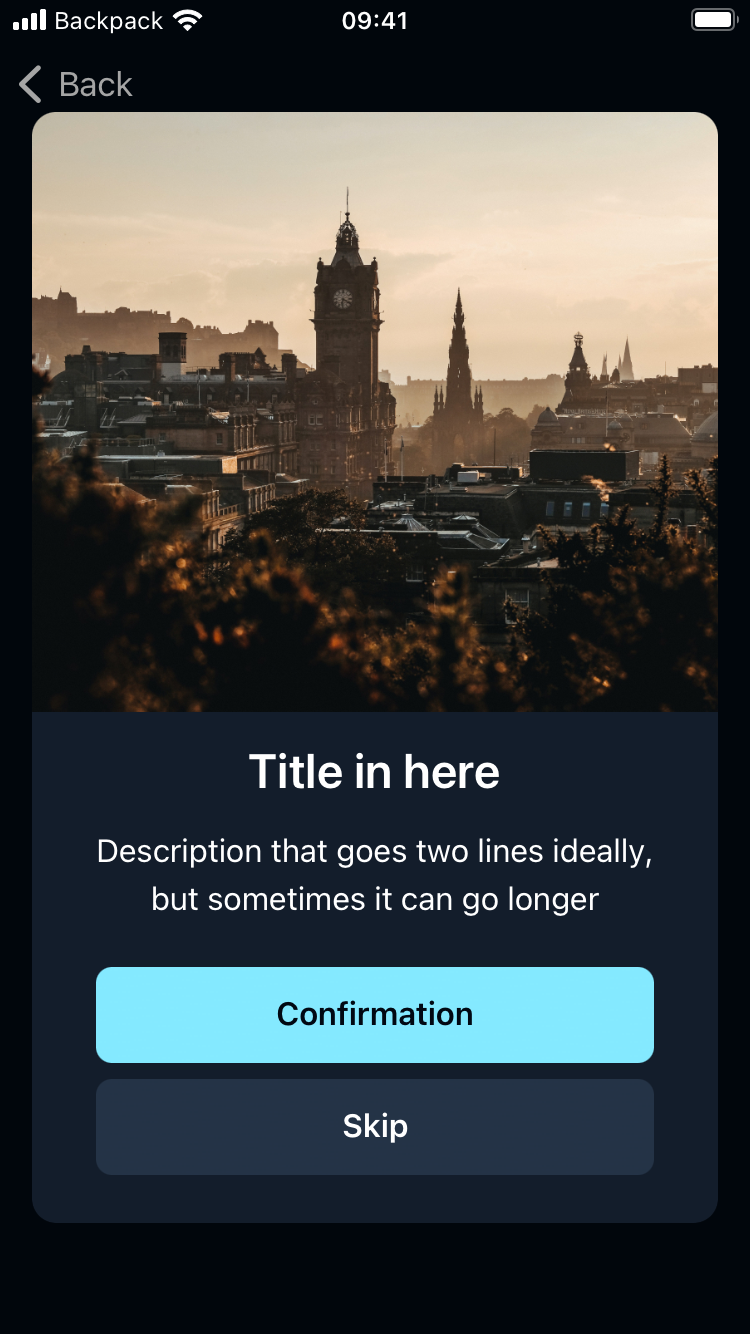 Backpack
09:41
Back
Title in here
Description that goes two lines ideally,
but sometimes it can go longer
Confirmation
Skip